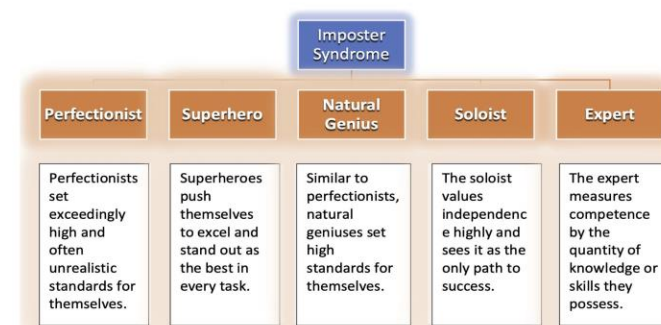 Imposter
Syndrome
Perfectionist
Superhero
Natural
Genius
Soloist
Expert
Perfectionists
set
exceedingly
high and
often
unrealistic
standards for
themselves.
Superheroes
push
themselves
to excel and
stand out as
the best in
every task.
Similar to
perfectionists,
natural
geniuses set
high
standards for
themselves.
The soloist
values
independenc
e highly and
sees it as the
only path to
success.
The expert
measures
competence
by the
quantity of
knowledge or
skills they
possess.